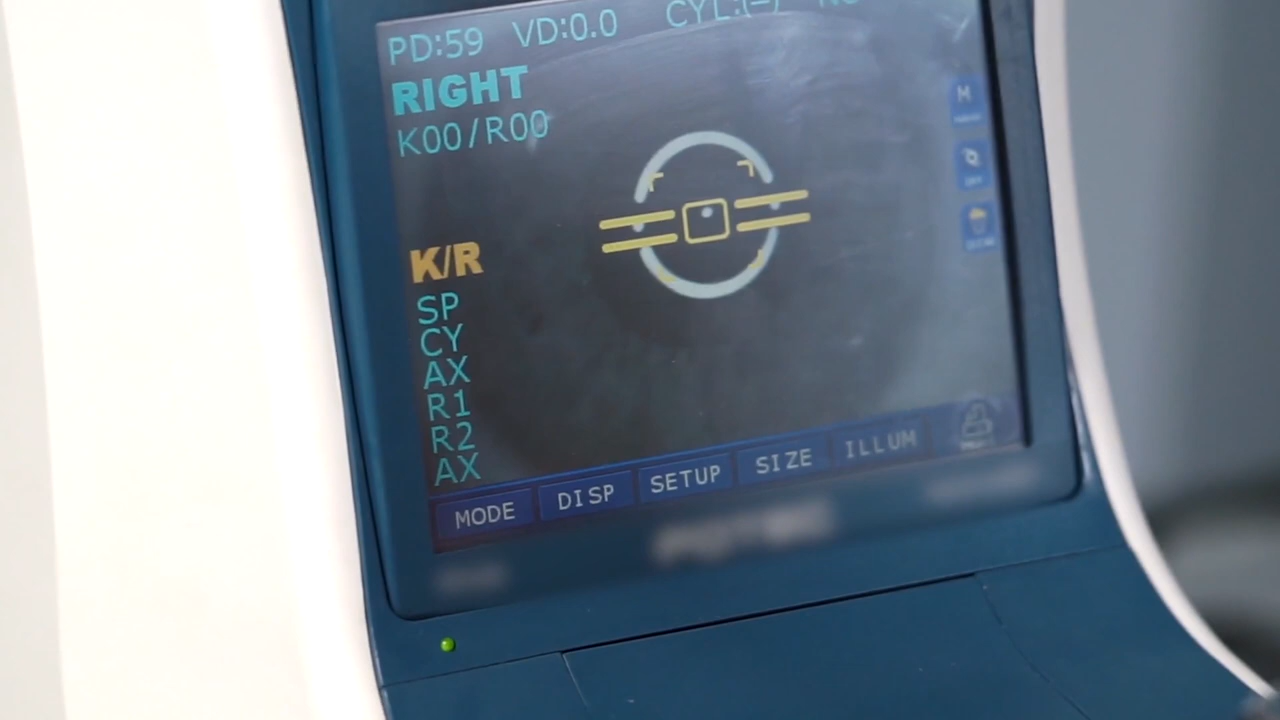 PD:59 VD:0.0 CYL:(-)
RIGHT
K00/R00
M
K/R
SP
CY
AX
R1
R2
AX
MODE DISP SETUP SIZE ILLUM